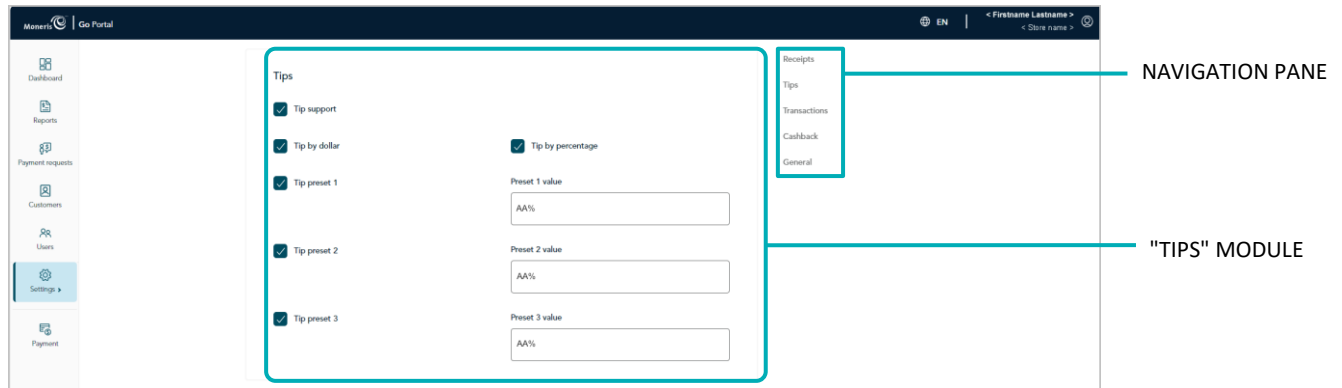 Moneris Go Portal
EN
< Firstname Lastname >
< Store name >
Dashboard
Reports
Payment requests
Customers
Users
Settings
Payment
Tips
Tip support
Tip by dollar
Tip by percentage
Tip preset 1
Preset 1 value
AA%
Tip preset 2
Preset 2 value
AA%
Tip preset 3
Preset 3 value
AA%
Receipts
Tips
Transactions
Cashback
General
NAVIGATION PANE
"TIPS" MODULE